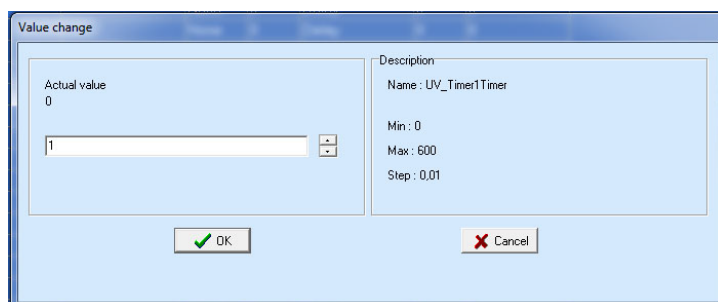 Value change
Actual value
0
1
Description
Name : UV_Timer1Timer
Min : 0
Max : 600
Step : 0,01
OK
Cancel